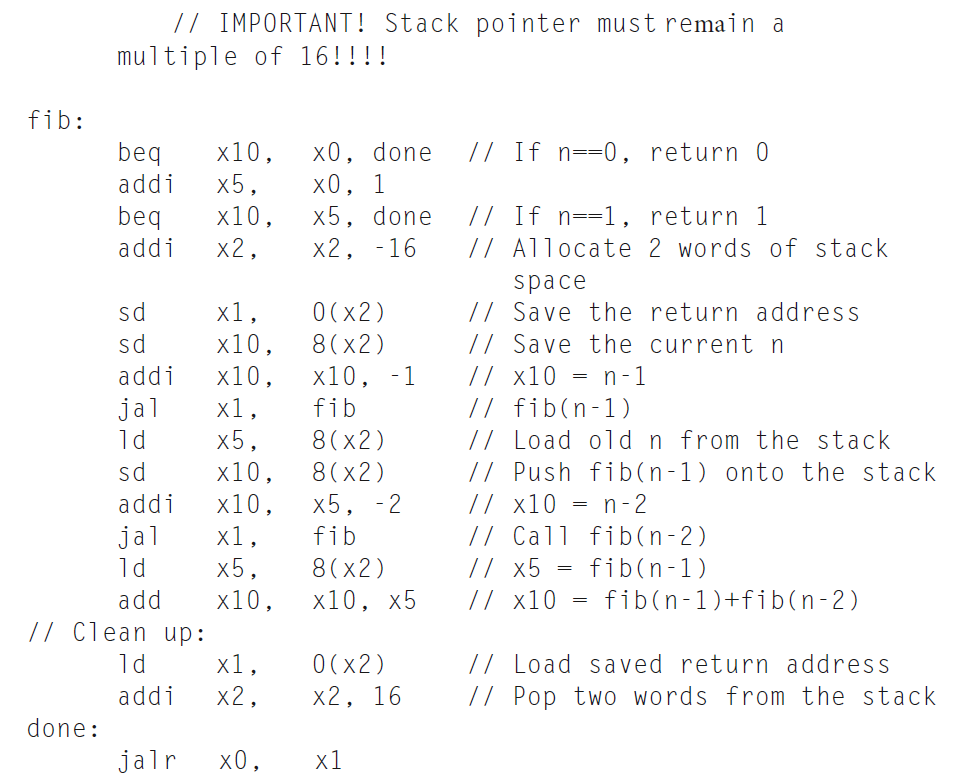 // IMPORTANT! Stack pointer must remain a
multiple of 16!!!!
fib:
beq x10, x0, done // If n==0, return 0
addi x5, x0, 1
beq x10, x5, done // If n==1, return 1
addi x2, x2, -16 // Allocate 2 words of stack
space
sd x1, 0(x2) // Save the return address
sd x10, 8(x2) // Save the current n
addi x10, x10, -1 // x10 = n-1
jal x1, fib // fib(n-1)
ld x5, 8(x2) // Load old n from the stack
sd x10, 8(x2) // Push fib(n-1) onto the stack
addi x10, x5, -2 // x10 = n-2
jal x1, fib // Call fib(n-2)
ld x5, 8(x2) // x5 = fib(n-1)
add x10, x10, x5 // x10 = fib(n-1)+fib(n-2)
// Clean up:
ld x1, 0(x2) // Load saved return address
addi x2, x2, 16 // Pop two words from the stack
done:
jalr x0, x1